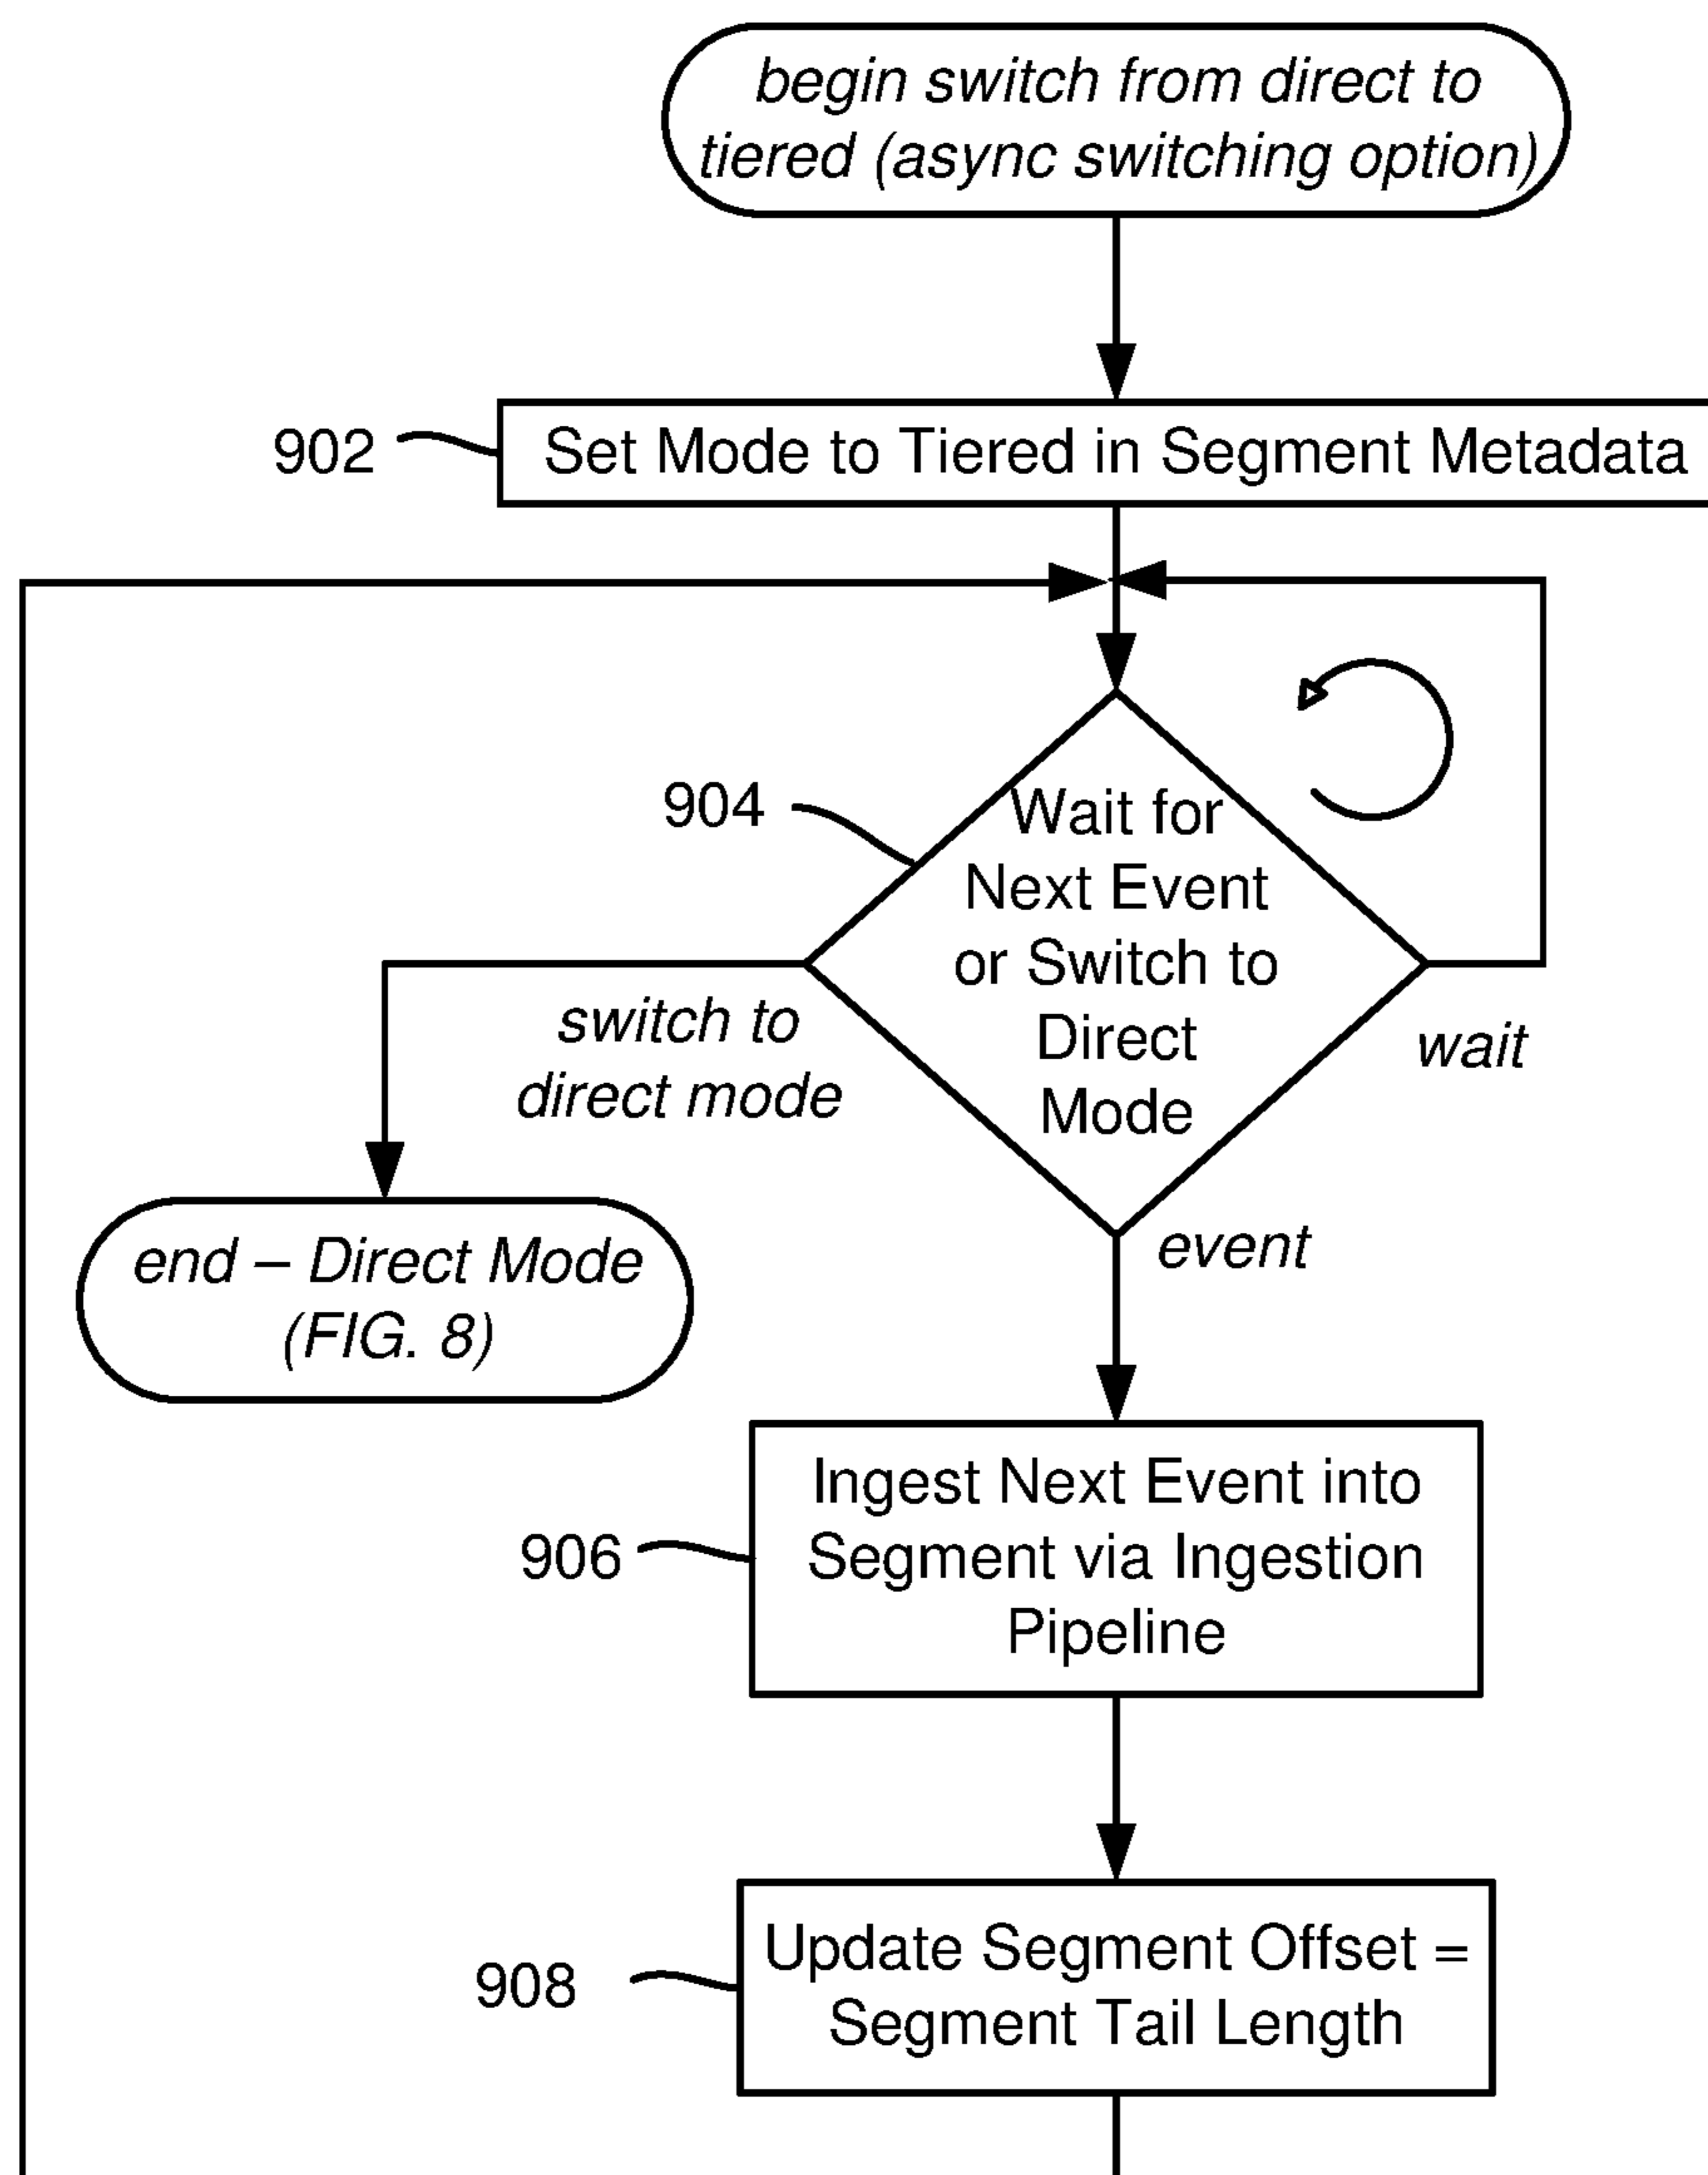 begin switch from direct to
tiered (async switching option)
902
Set Mode to Tiered in Segment Metadata
904
Wait for
Next Event
or Switch to
Direct
Mode
switch to
direct mode
wait
end – Direct Mode
(FIG. 8)
event
906
Ingest Next Event into
Segment via Ingestion
Pipeline
908
Update Segment Offset =
Segment Tail Length